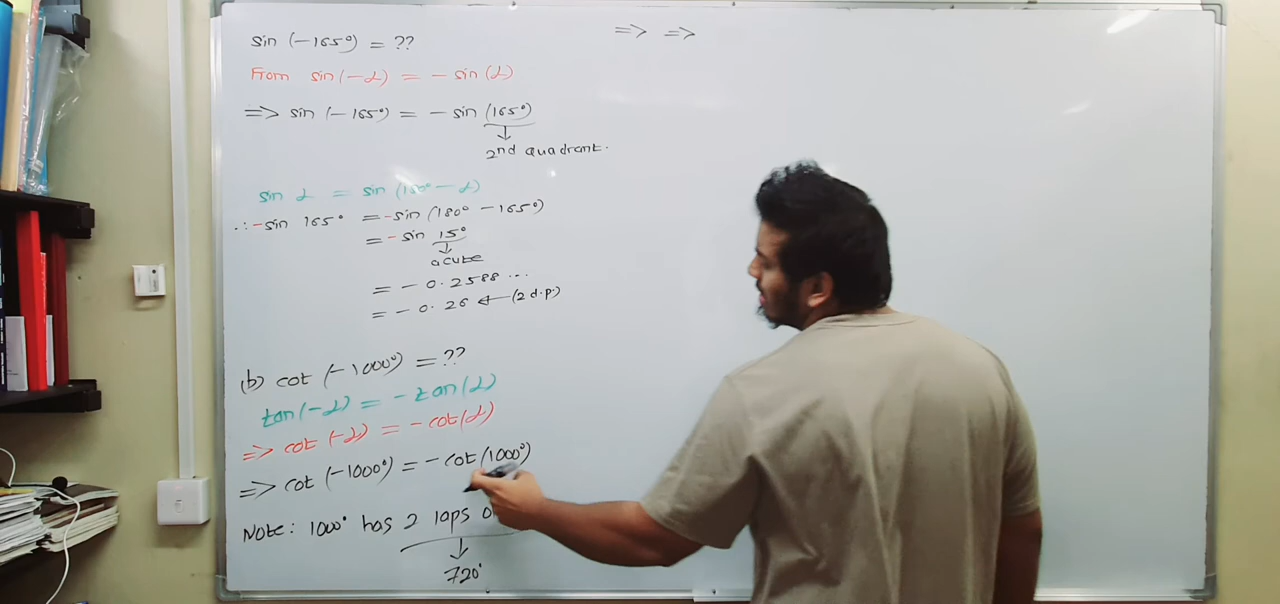 sin (-165°) = ??
From sin(-α) = - sin (α)
=> sin (-165°) = - sin (165°)
2nd quadrant.
sin α = sin (180° - α)
∴ -sin 165° = -sin (180° - 165°)
= - sin 15°
acute
= - 0.2588 ...
= - 0.26 ← (2 d.p.)
(b) cot (-1000°) = ??
tan (-α) = - tan (α)
=> cot (-α) = - cot (α)
=> cot (-1000°) = - cot (1000°)
Note: 1000° has 2 laps
720°
=> =>